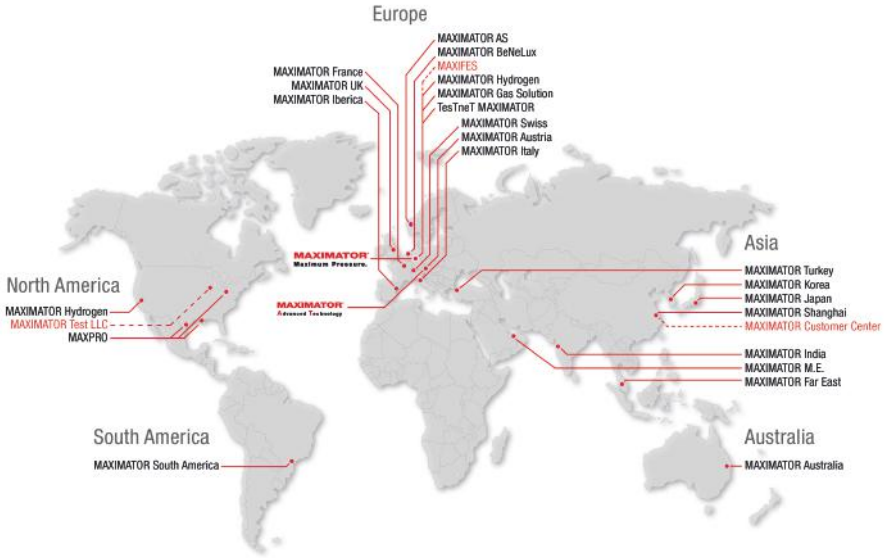 Europe
MAXIMATOR AS
MAXIMATOR BeNeLux
MAXIFES
MAXIMATOR Hydrogen
MAXIMATOR Gas Solution
TesTneT MAXIMATOR
MAXIMATOR Swiss
MAXIMATOR Austria
MAXIMATOR Italy
MAXIMATOR France
MAXIMATOR UK
MAXIMATOR Iberica
MAXIMATOR®
Maximum Pressure.
MAXIMATOR®
Advanced Technology
North America
MAXIMATOR Hydrogen
MAXIMATOR Test LLC
MAXPRO
Asia
MAXIMATOR Turkey
MAXIMATOR Korea
MAXIMATOR Japan
MAXIMATOR Shanghai
MAXIMATOR Customer Center
MAXIMATOR India
MAXIMATOR M.E.
MAXIMATOR Far East
South America
MAXIMATOR South America
Australia
MAXIMATOR Australia